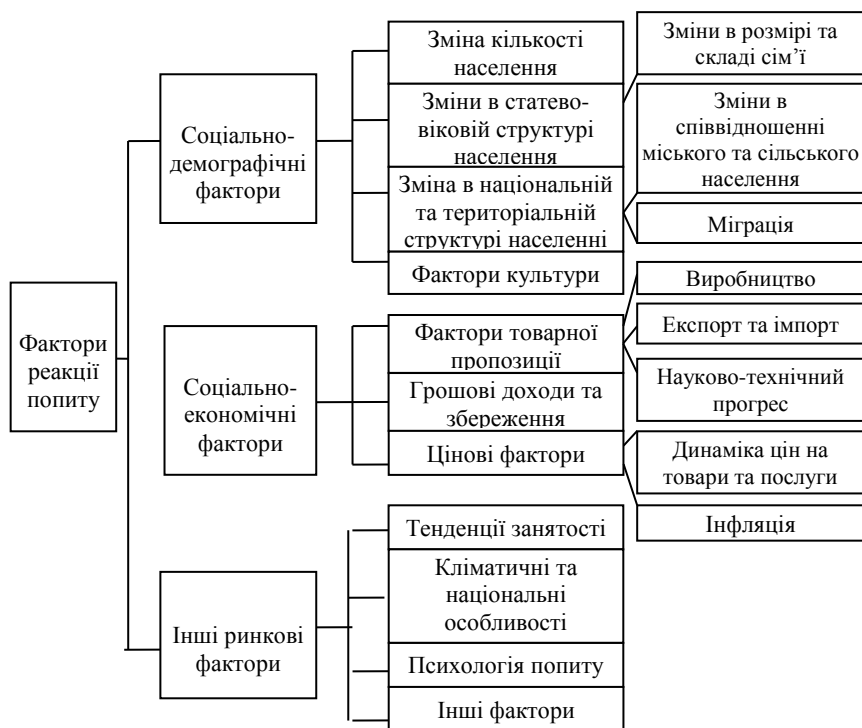 Фактори
реакції
попиту
Соціально-
демографічні
фактори
Зміна кількості
населення
Зміни в статево-
віковій структурі
населення
Зміна в національній
та територіальній
структурі населенні
Фактори культури
Зміни в розмірі та
складі сім’ї
Зміни в
співвідношенні
міського та сільського
населення
Міграція
Соціально-
економічні
фактори
Фактори товарної
пропозиції
Грошові доходи та
збереження
Цінові фактори
Виробництво
Експорт та імпорт
Науково-технічний
прогрес
Динаміка цін на
товари та послуги
Інфляція
Інші ринкові
фактори
Тенденції занятості
Кліматичні та
національні
особливості
Психологія попиту
Інші фактори